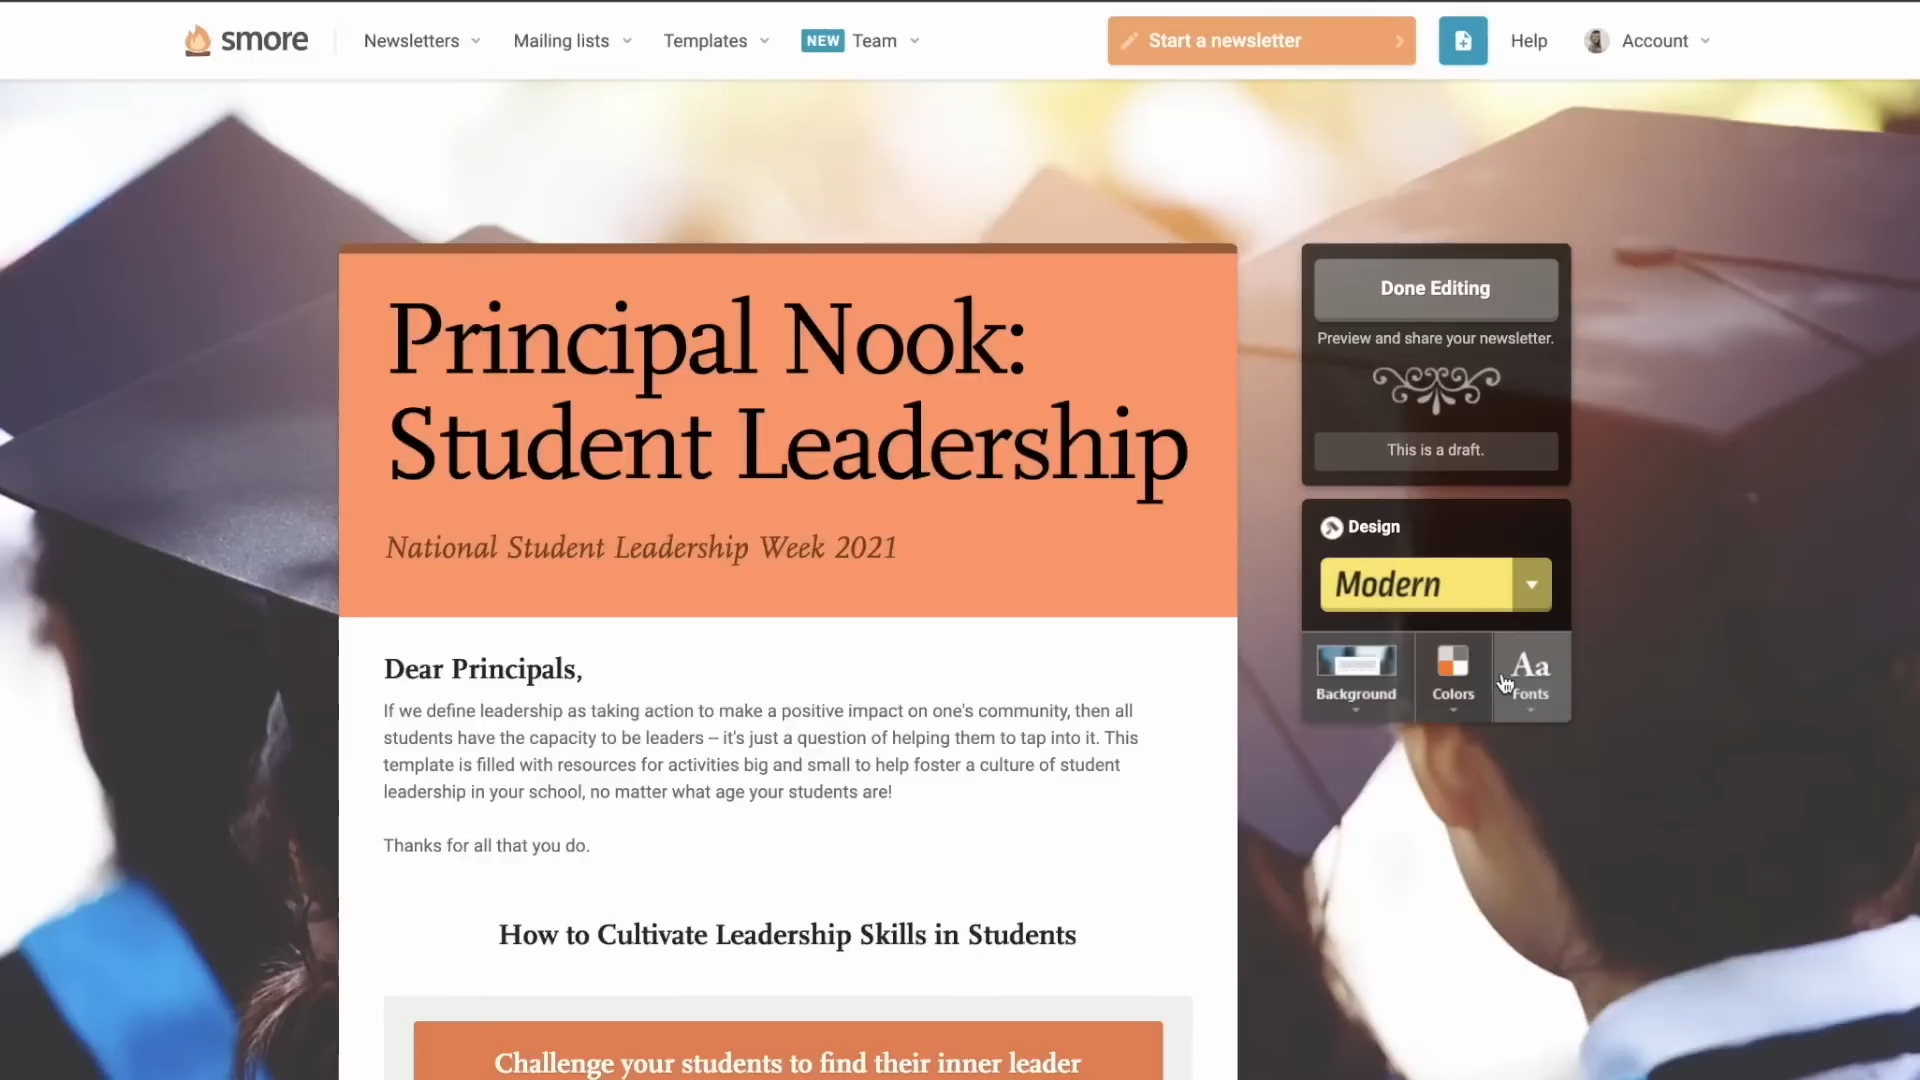 smore
Newsletters
Mailing lists
Templates
NEW Team
Start a newsletter
Help
Account
Principal Nook:
Student Leadership
National Student Leadership Week 2021
Dear Principals,
If we define leadership as taking action to make a positive impact on one's community, then all
students have the capacity to be leaders – it's just a question of helping them to tap into it. This
template is filled with resources for activities big and small to help foster a culture of student
leadership in your school, no matter what age your students are!
Thanks for all that you do.
How to Cultivate Leadership Skills in Students
Challenge your students to find their inner leader
Done Editing
Preview and share your newsletter.
This is a draft.
Design
Modern
Background
Colors
Aa
Fonts